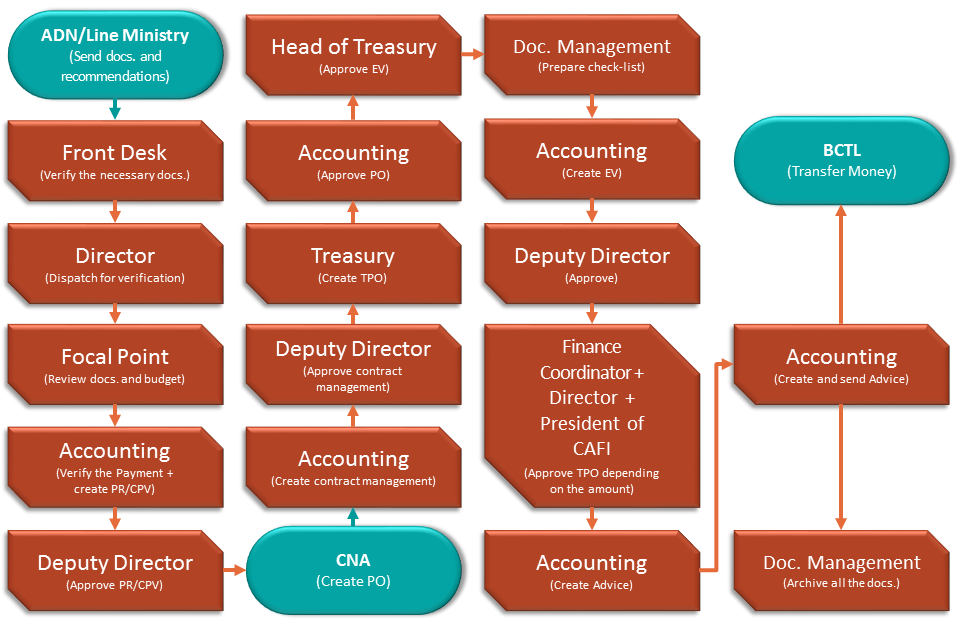 ADN/Line Ministry
(Send docs. and
recommendations)
Front Desk
(Verify the necessary docs.)
Director
(Dispatch for verification)
Focal Point
(Review docs. and budget)
Accounting
(Verify the Payment +
create PR/CPV)
Deputy Director
(Approve PR/CPV)
CNA
(Create PO)
Accounting
(Create contract management)
Deputy Director
(Approve contract
management)
Treasury
(Create TPO)
Accounting
(Approve PO)
Head of Treasury
(Approve EV)
Doc. Management
(Prepare check-list)
Accounting
(Create EV)
Deputy Director
(Approve)
Finance
Coordinator +
Director +
President of
CAFI
(Approve TPO depending
on the amount)
Accounting
(Create Advice)
Accounting
(Create and send Advice)
BCTL
(Transfer Money)
Doc. Management
(Archive all the docs.)